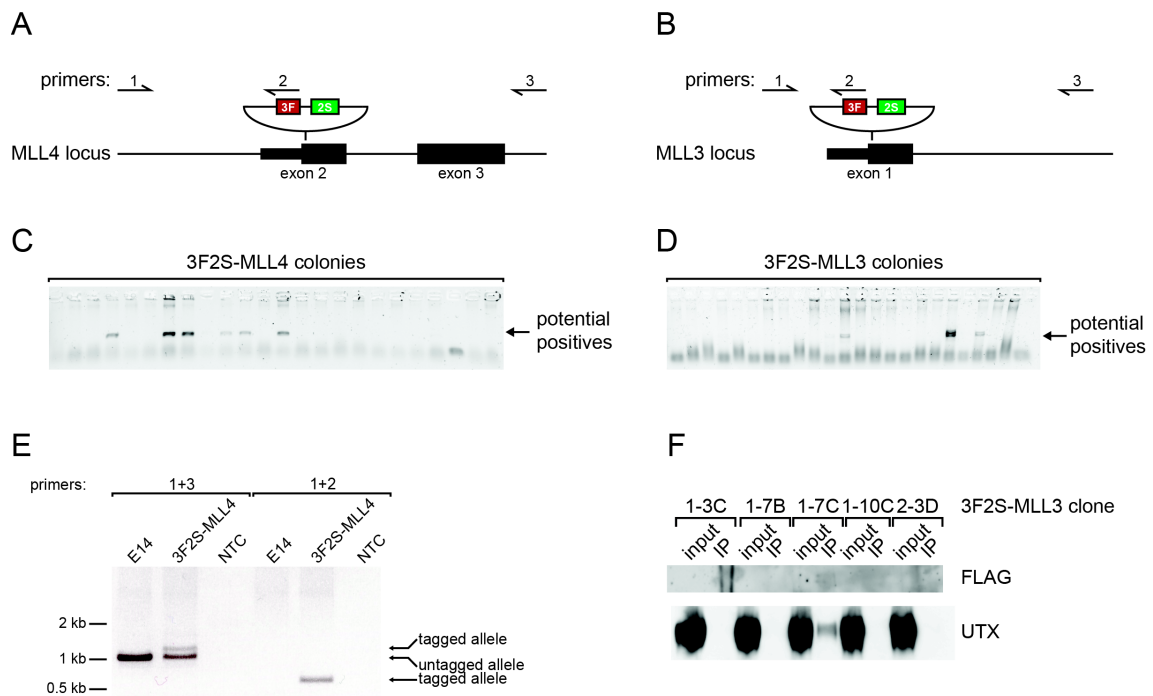 A
primers: 1 2 3
3F 2S
MLL4 locus
exon 2 exon 3
B
primers: 1 2 3
3F 2S
MLL3 locus
exon 1
C
3F2S-MLL4 colonies
potential
positives
D
3F2S-MLL3 colonies
potential
positives
E
primers: 1+3 1+2
E14 3F2S-MLL4 NTC E14 3F2S-MLL4 NTC
2 kb
1 kb
0.5 kb
tagged allele
untagged allele
tagged allele
F
1-3C 1-7B 1-7C 1-10C 2-3D 3F2S-MLL3 clone
input IP input IP input IP input IP input IP
FLAG
UTX